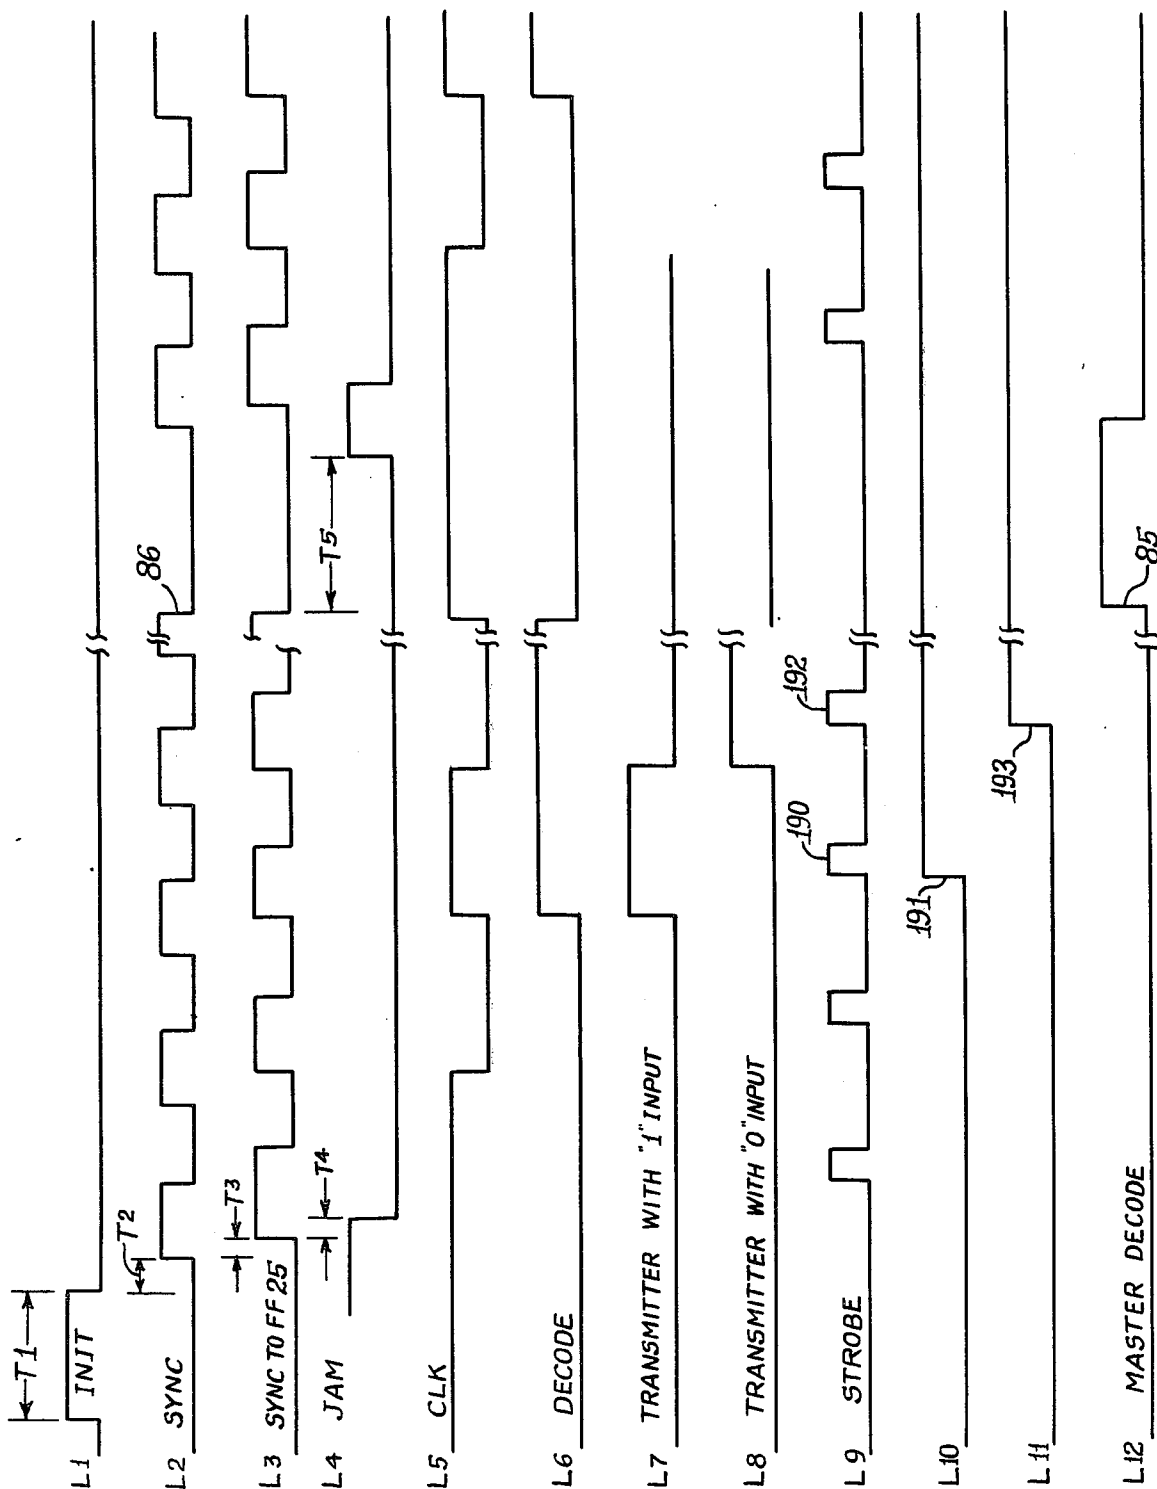 L1 INIT T1
L2 SYNC T2 86
L3 SYNC TO FF 25 T3
L4 JAM T4 T5
L5 CLK
L6 DECODE
L7 TRANSMITTER WITH "1" INPUT
L8 TRANSMITTER WITH "0" INPUT
L9 STROBE 190 192
L10 191
L11 193
L12 MASTER DECODE 85